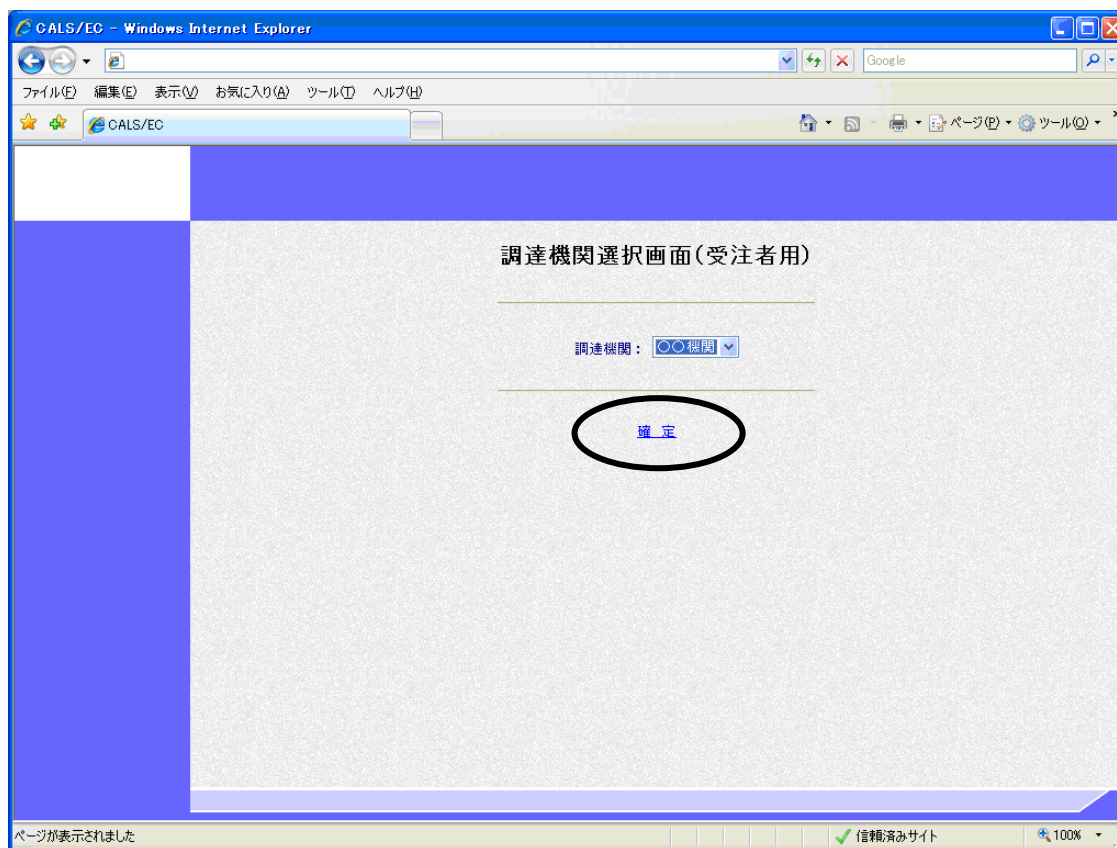 CALS/EC - Windows Internet Explorer
Google
ファイル(F) 編集(E) 表示(V) お気に入り(A) ツール(T) ヘルプ(H)
CALS/EC ページ(P) ツール(O)
調達機関選択画面(受注者用)
調達機関： 〇〇機関
確 定
ページが表示されました 信頼済みサイト 100%